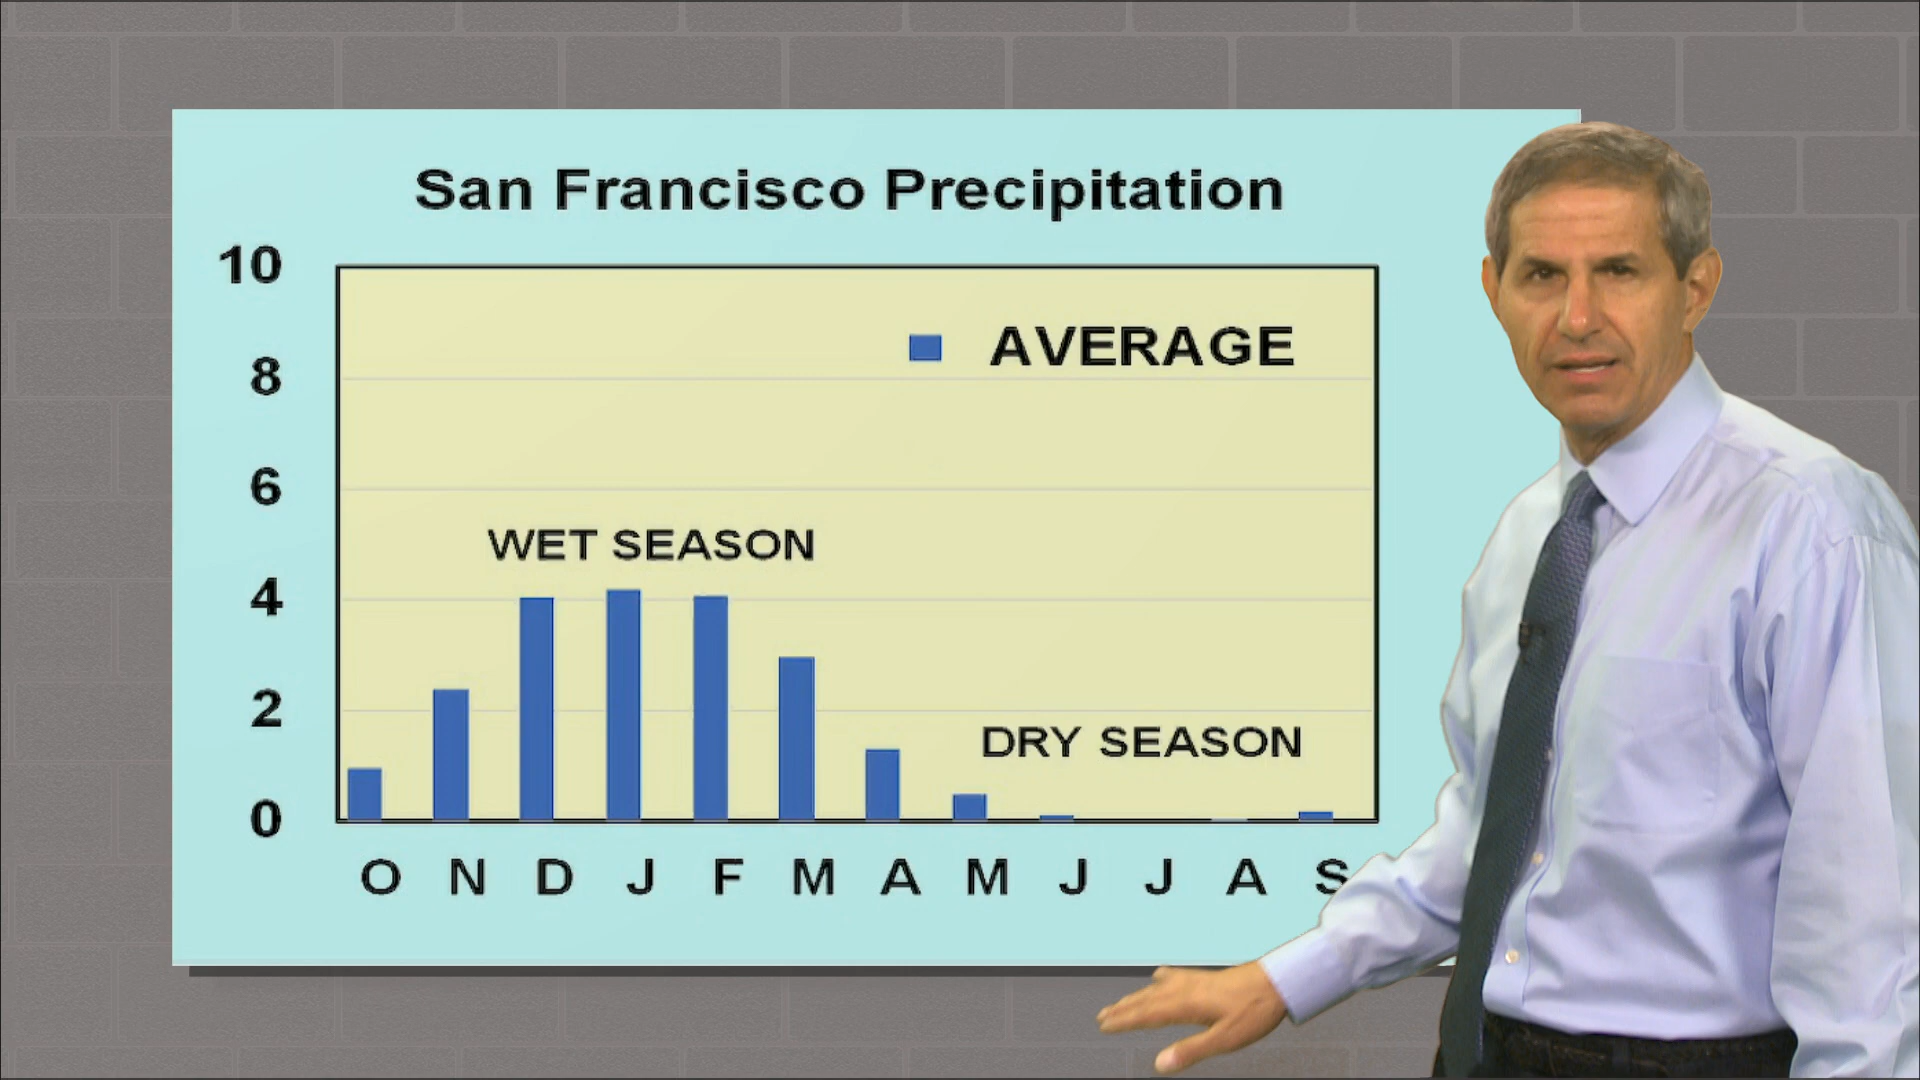 San Francisco Precipitation
10
AVERAGE
8
6
WET SEASON
4
2
DRY SEASON
0
O N D J F M A M J J A S